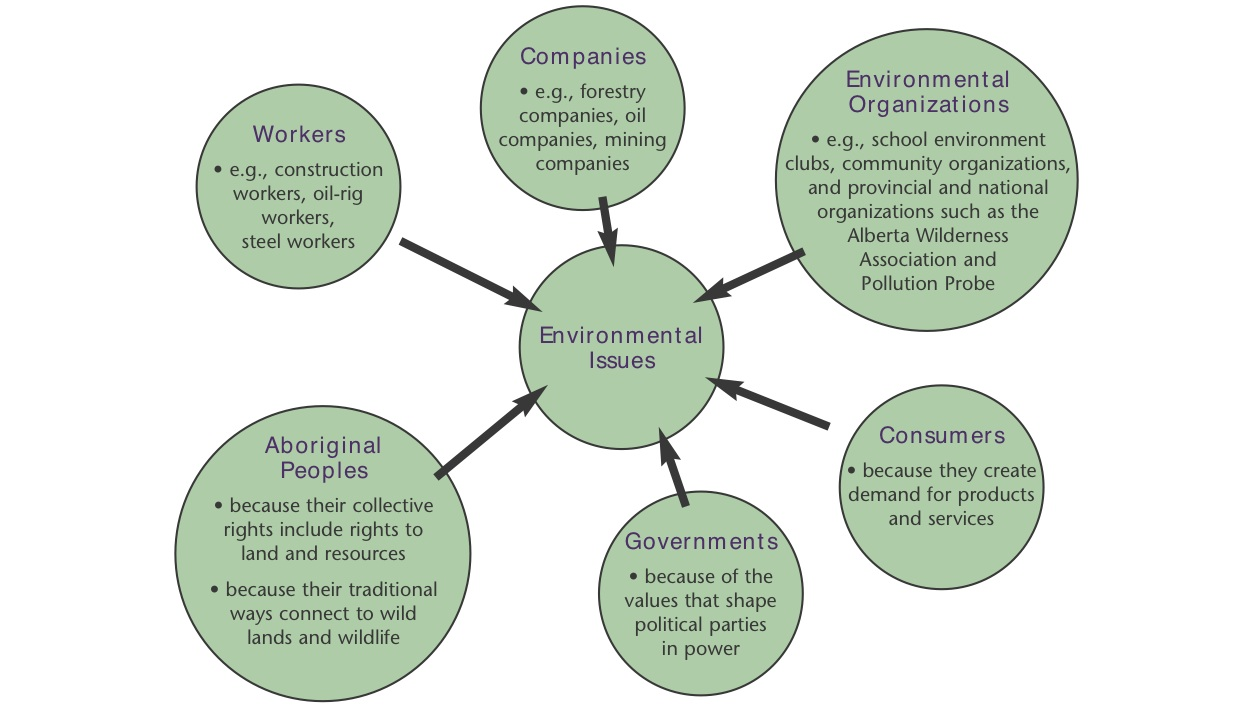 Companies
• e.g., forestry
companies, oil
companies, mining
companies
Environmental
Organizations
• e.g., school environment
clubs, community organizations,
and provincial and national
organizations such as the
Alberta Wilderness
Association and
Pollution Probe
Workers
• e.g., construction
workers, oil-rig
workers,
steel workers
Environmental
Issues
Aboriginal
Peoples
• because their collective
rights include rights to
land and resources
• because their traditional
ways connect to wild
lands and wildlife
Governments
• because of the
values that shape
political parties
in power
Consumers
• because they create
demand for products
and services